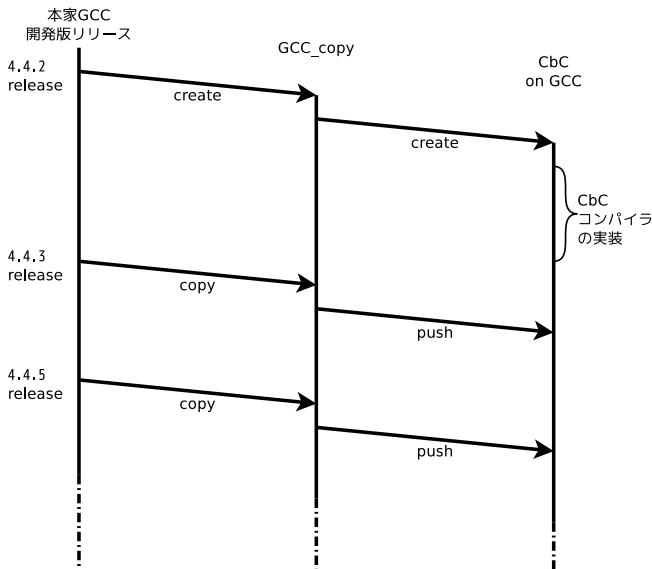 本家GCC
開発版リリース
GCC_copy
CbC
on GCC
4.4.2
release
create
create
CbC
コンパイラ
の実装
4.4.3
release
copy
push
4.4.5
release
copy
push